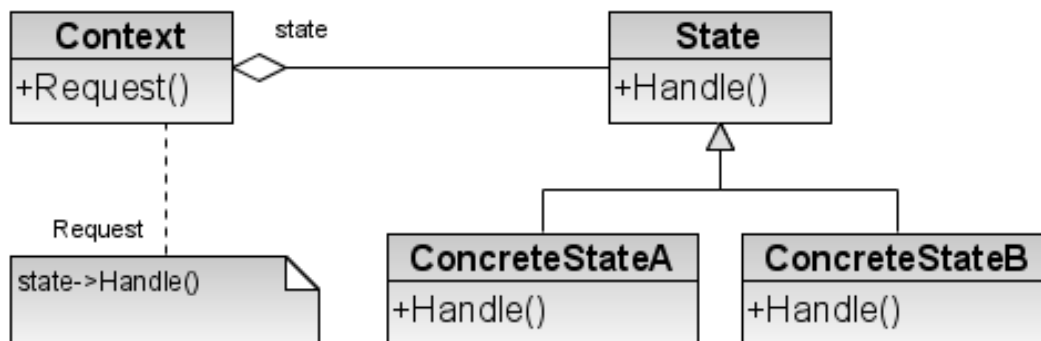 Context
state
State
+Request()
+Handle()
Request
state->Handle()
ConcreteStateA
ConcreteStateB
+Handle()
+Handle()